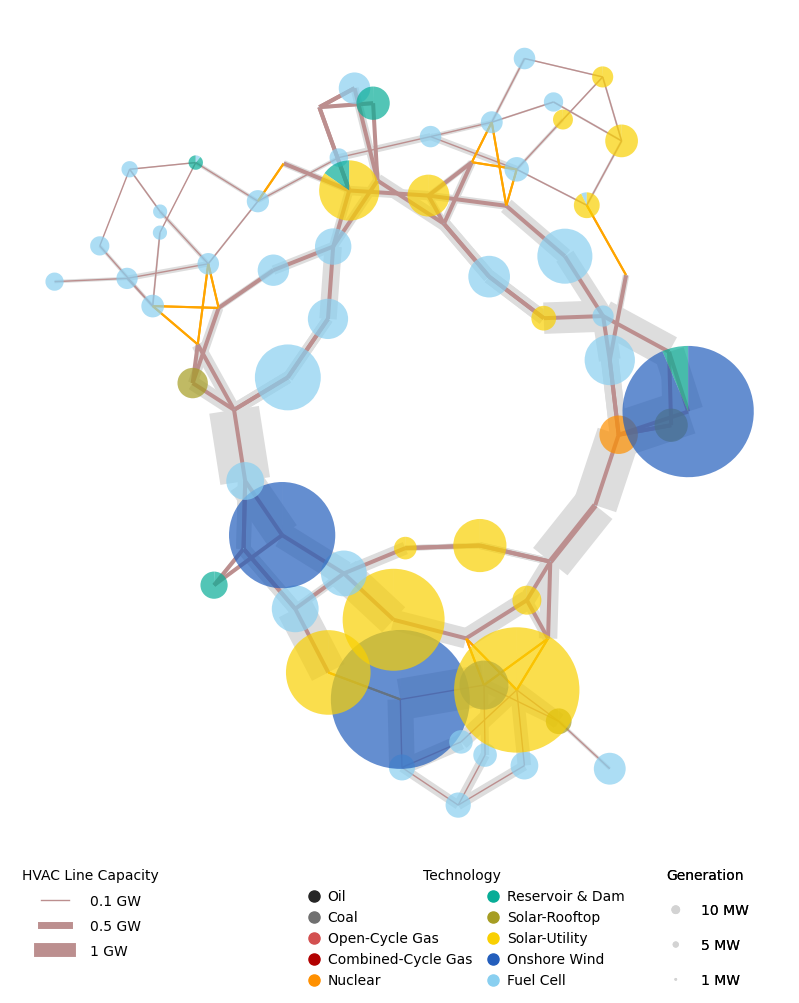 HVAC Line Capacity
0.1 GW
0.5 GW
1 GW
Technology
Oil
Coal
Open-Cycle Gas
Combined-Cycle Gas
Nuclear
Reservoir & Dam
Solar-Rooftop
Solar-Utility
Onshore Wind
Fuel Cell
Generation
10 MW
5 MW
1 MW